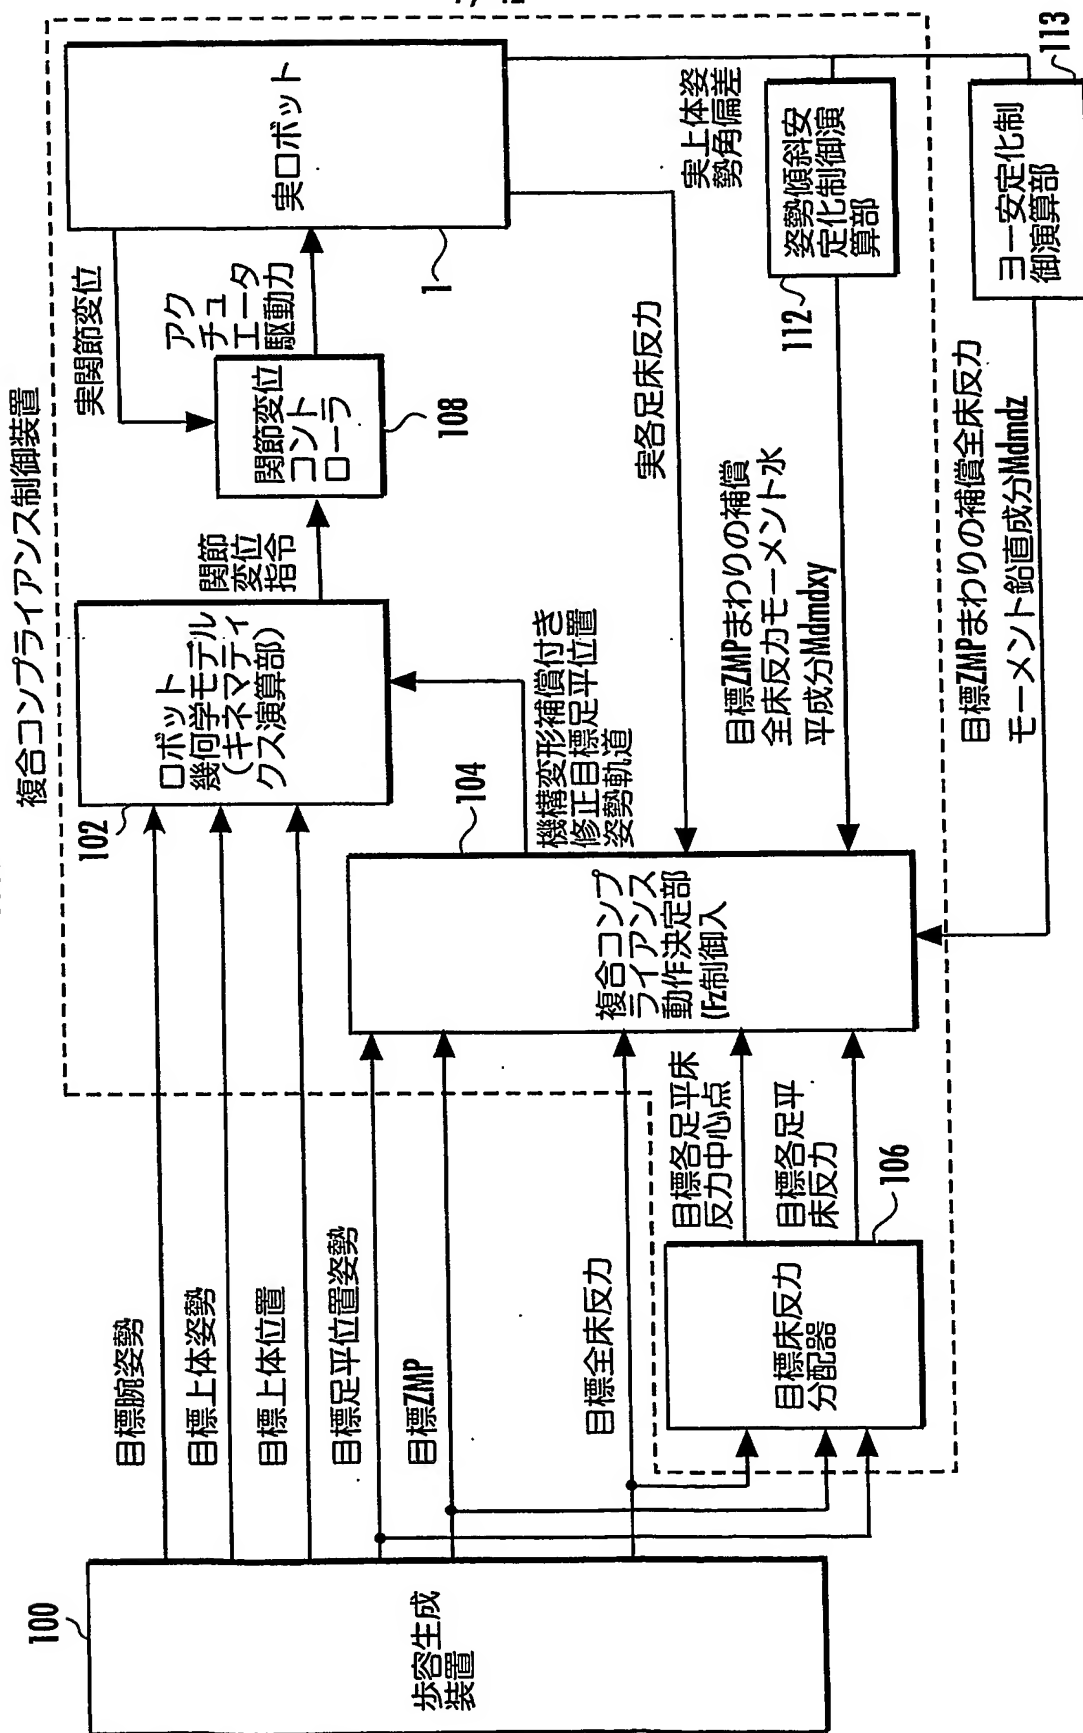 複合コンプライアンス制御装置
100
歩容生成
装置
目標腕姿勢
目標上体姿勢
目標上体位置
目標足平位置姿勢
目標ZMP
目標全床反力
102
ロボット
幾何学モデル
(キネマティ
クス演算部)
関節
変位
指令
関節変位
コント
ローラ
108
実関節変位
アク
チュ
エータ
駆動力
実ロボット
1
104
機構変形補償付き
修正目標足平位置
姿勢軌道
複合コンプ
ライアンス
動作決定部
(Fz制御入
目標床反力
分配器
106
目標各足平床
反力中心点
目標各足平
床反力
実各足床反力
実上体姿
勢角偏差
姿勢傾斜安
定化制御演
算部
112
目標ZMPまわりの補償
全床反力モーメント水
平成分Mdmdxy
ヨー安定化制
御演算部
113
目標ZMPまわりの補償全床反力
モーメント鉛直成分Mdmdz